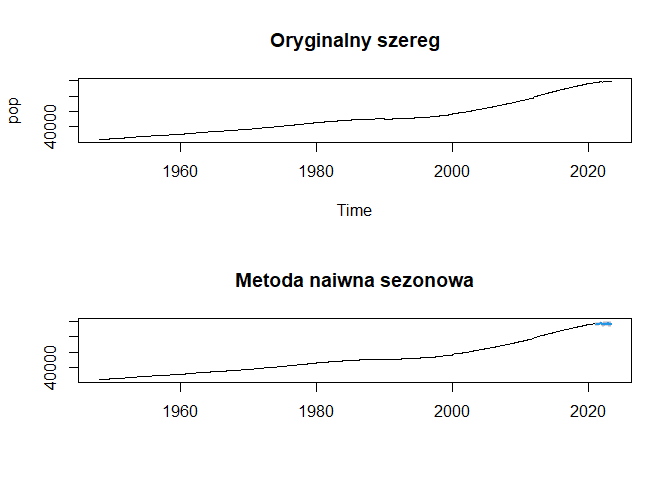 Oryginalny szereg
pop
40000
1960 1980 2000 2020
Time
Metoda naiwna sezonowa
40000
1960 1980 2000 2020